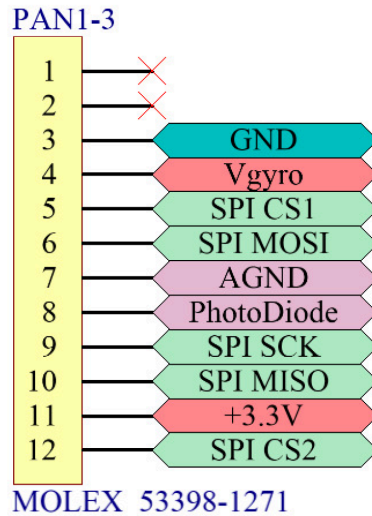 PAN1-3
1
2
3 GND
4 Vgyro
5 SPI CS1
6 SPI MOSI
7 AGND
8 PhotoDiode
9 SPI SCK
10 SPI MISO
11 +3.3V
12 SPI CS2
MOLEX 53398-1271